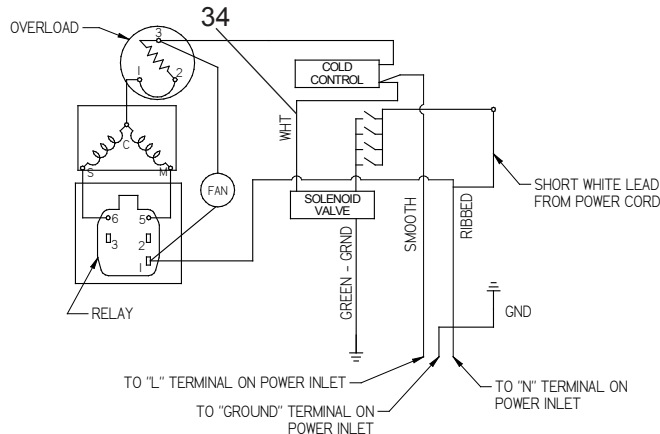 34
OVERLOAD
3
1
2
COLD
CONTROL
WHT
C
S
M
FAN
SOLENOID
VALVE
SMOOTH
RIBBED
SHORT WHITE LEAD
FROM POWER CORD
6
5
3
2
1
RELAY
GREEN - GRND
GND
TO "L" TERMINAL ON POWER INLET
TO "GROUND" TERMINAL ON
POWER INLET
TO "N" TERMINAL ON
POWER INLET